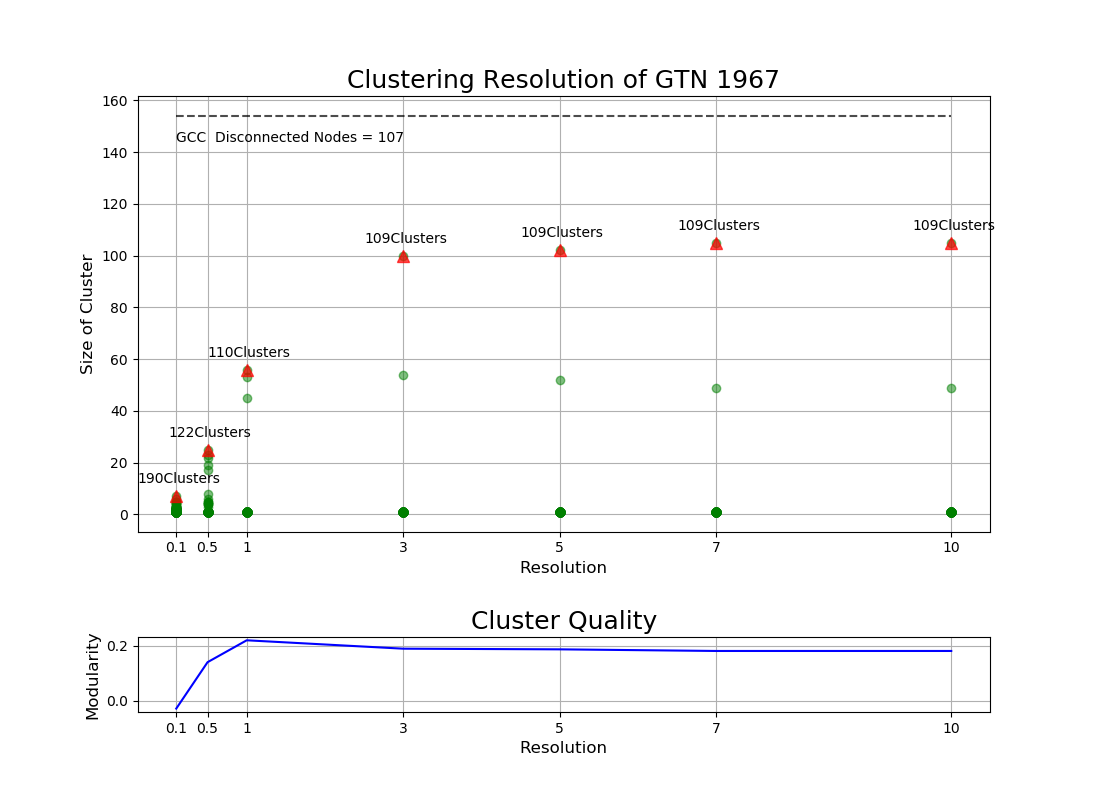 Clustering Resolution of GTN 1967
160
140
120
100
80
60
40
20
0
Size of Cluster
GCC  Disconnected Nodes = 107
190Clusters
122Clusters
110Clusters
109Clusters
109Clusters
109Clusters
109Clusters
0.1 0.5 1 3 5 7 10
Resolution
Cluster Quality
0.2
0.0
Modularity
0.1 0.5 1 3 5 7 10
Resolution